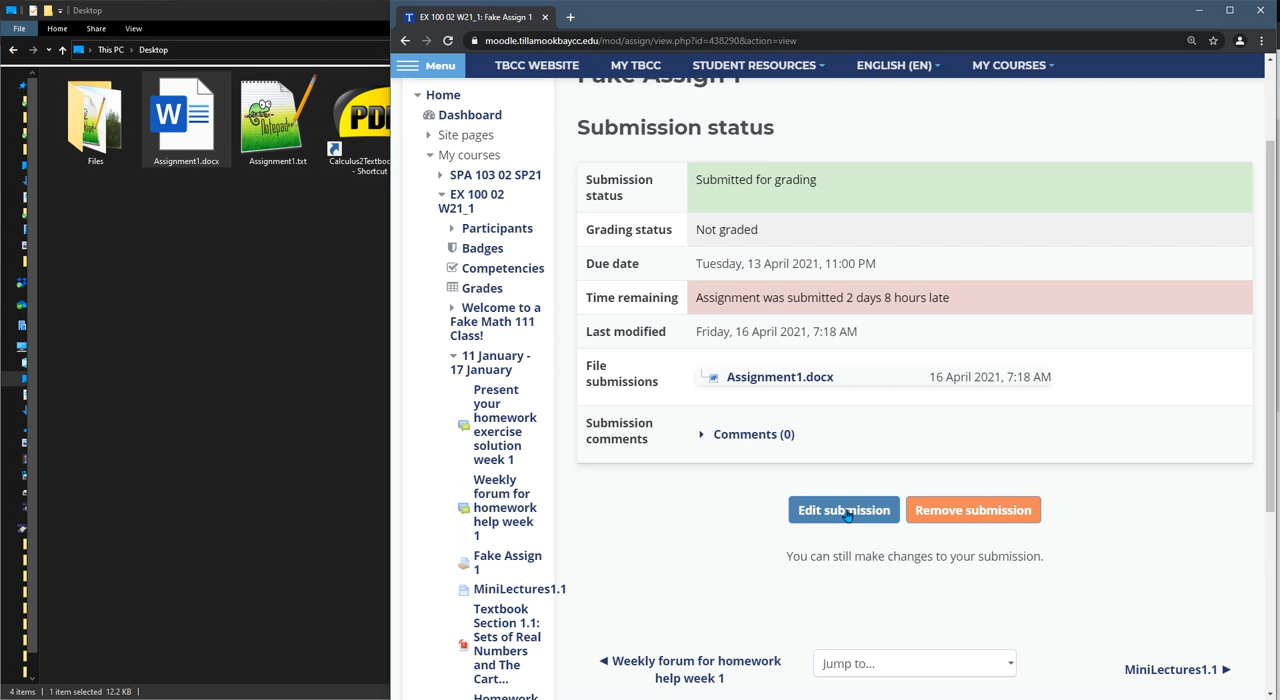 Desktop
File Home Share View
This PC > Desktop
Files
Assignment1.docx
Assignment1.txt
Calculus2Textboo
- Shortcut
4 items 1 item selected 12.2 KB
EX 100 02 W21_1: Fake Assign 1
moodle.tillamookbaycc.edu/mod/assign/view.php?id=438290&action=view
Menu TBCC WEBSITE MY TBCC STUDENT RESOURCES ENGLISH (EN) MY COURSES
Home
Dashboard
Site pages
My courses
SPA 103 02 SP21
EX 100 02
W21_1
Participants
Badges
Competencies
Grades
Welcome to a
Fake Math 111
Class!
11 January -
17 January
Present
your
homework
exercise
solution
week 1
Weekly
forum for
homework
help week
1
Fake Assign
1
MiniLectures1.1
Textbook
Section 1.1:
Sets of Real
Numbers
and The
Cart...
Homework
Fake Assign 1
Submission status
Submission
status
Submitted for grading
Grading status Not graded
Due date Tuesday, 13 April 2021, 11:00 PM
Time remaining Assignment was submitted 2 days 8 hours late
Last modified Friday, 16 April 2021, 7:18 AM
File
submissions
Assignment1.docx 16 April 2021, 7:18 AM
Submission
comments
Comments (0)
Edit submission Remove submission
You can still make changes to your submission.
◄ Weekly forum for homework
help week 1
Jump to...
MiniLectures1.1 ►